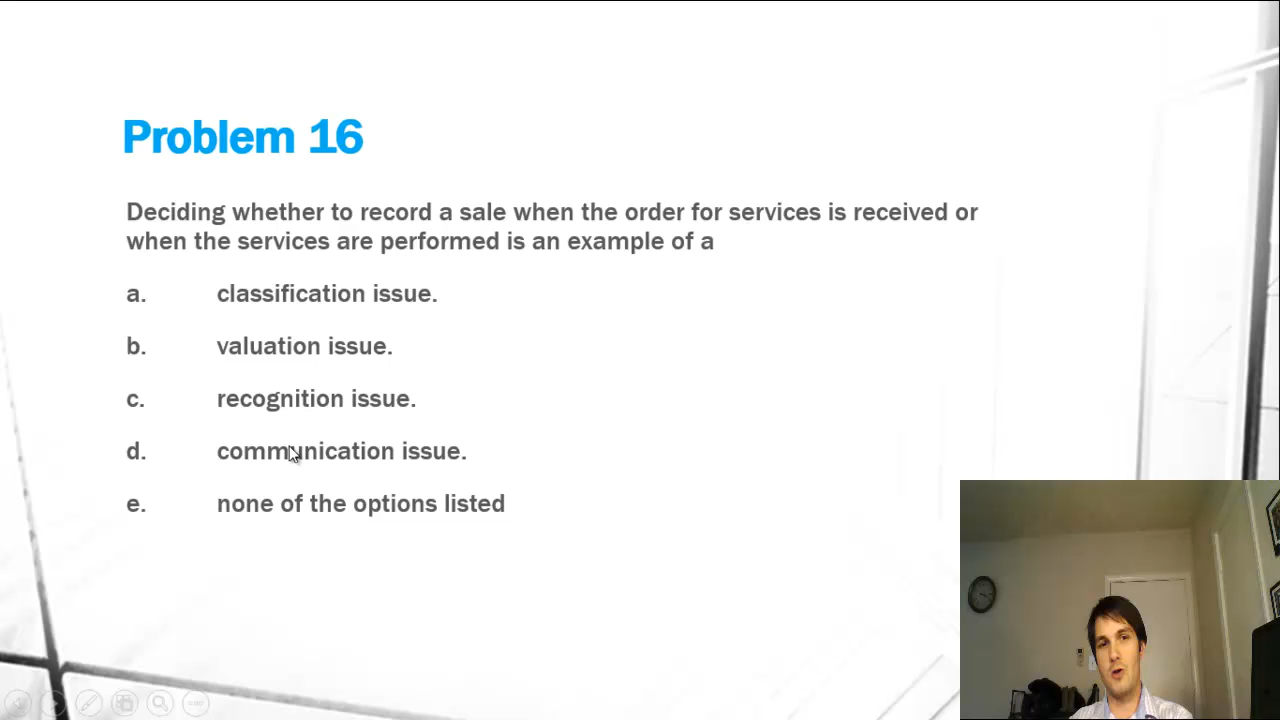 Problem 16
Deciding whether to record a sale when the order for services is received or
when the services are performed is an example of a
a. classification issue.
b. valuation issue.
c. recognition issue.
d. communication issue.
e. none of the options listed